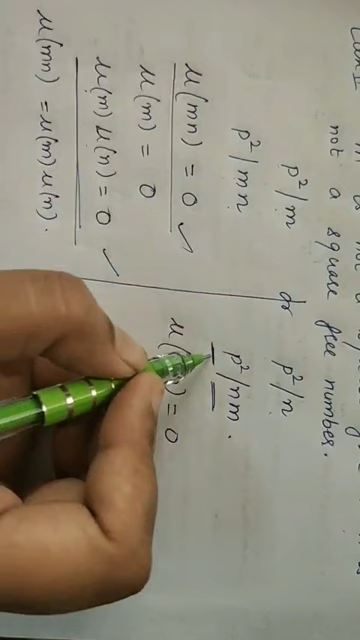 not a square free numbers.
p²/m or p²/n
p²/mn p²/nm.
μ(mn) = 0 ✓ = 0
μ(m) = 0
μ(m) μ(n) = 0 ✓
μ(mn) = μ(m) μ(n).